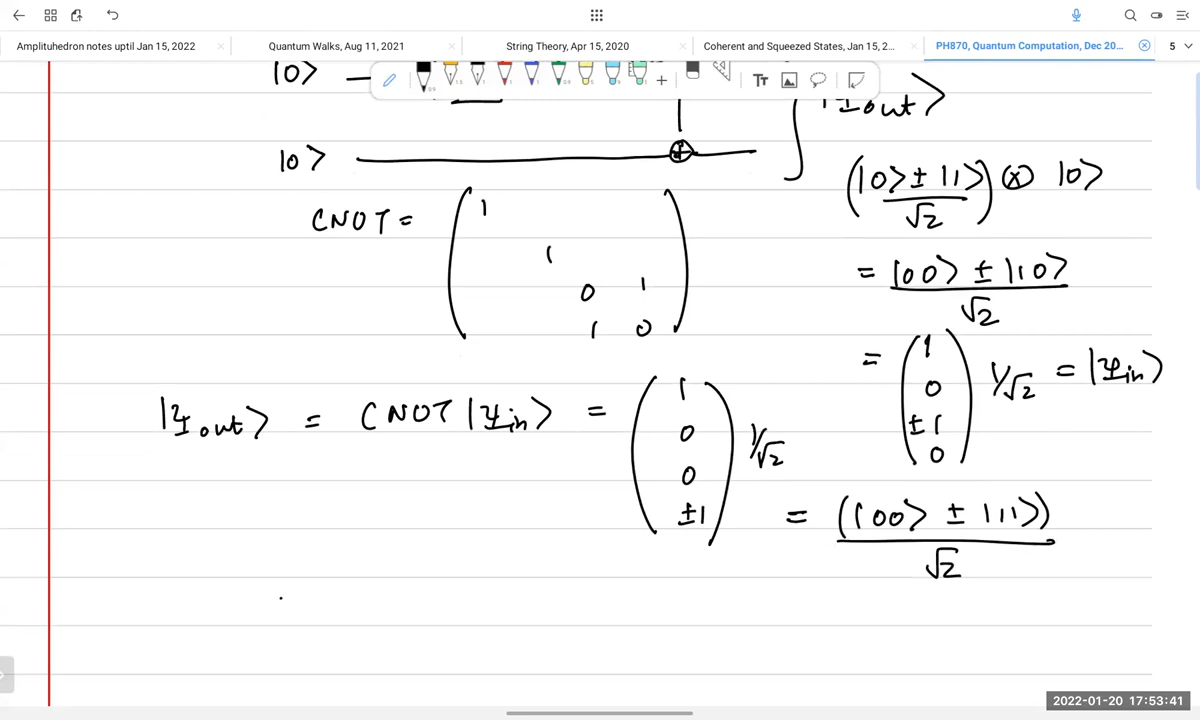 Amplituhedron notes uptil Jan 15, 2022 Quantum Walks, Aug 11, 2021 String Theory, Apr 15, 2020 Coherent and Squeezed States, Jan 15, 2... PH870, Quantum Computation, Dec 20... 5
Tт
|0>
|Ψout>
|0>
(|0> ± |1>)/√2 ⊗ |0>
CNOT = ( 1
1
0 1
1 0 )
= (|00> ± |10>)/√2
= ( 1
0
±1
0 ) 1/√2 = |Ψin>
|Ψout> = CNOT |Ψin> = ( 1
0
0
±1 ) 1/√2
= (|00> ± |11>)/√2
2022-01-20 17:53:41